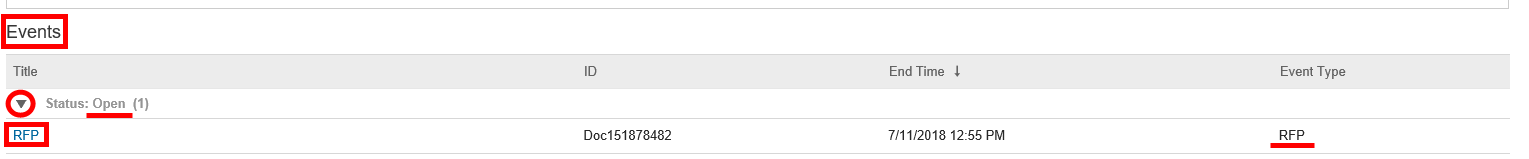 Events
Title ID End Time ↓ Event Type
Status: Open (1)
RFP Doc151878482 7/11/2018 12:55 PM RFP